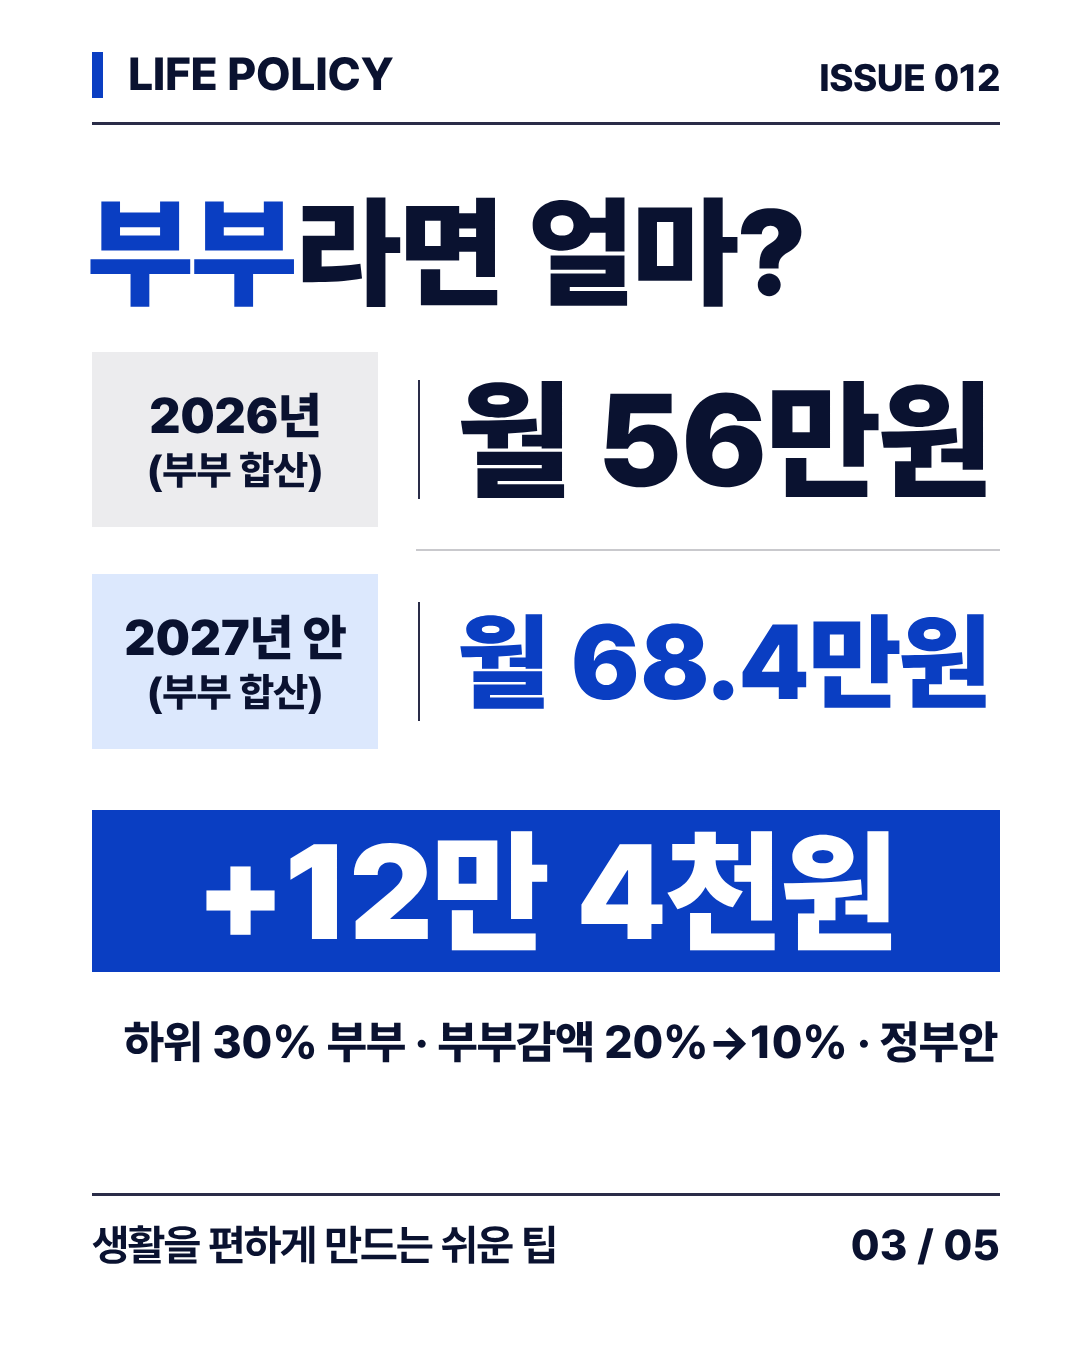 LIFE POLICY
ISSUE 012
부부라면 얼마?
2026년
(부부 합산)
월 56만원
2027년 안
(부부 합산)
월 68.4만원
+12만 4천원
하위 30% 부부 · 부부감액 20%→10% · 정부안
생활을 편하게 만드는 쉬운 팁
03 / 05